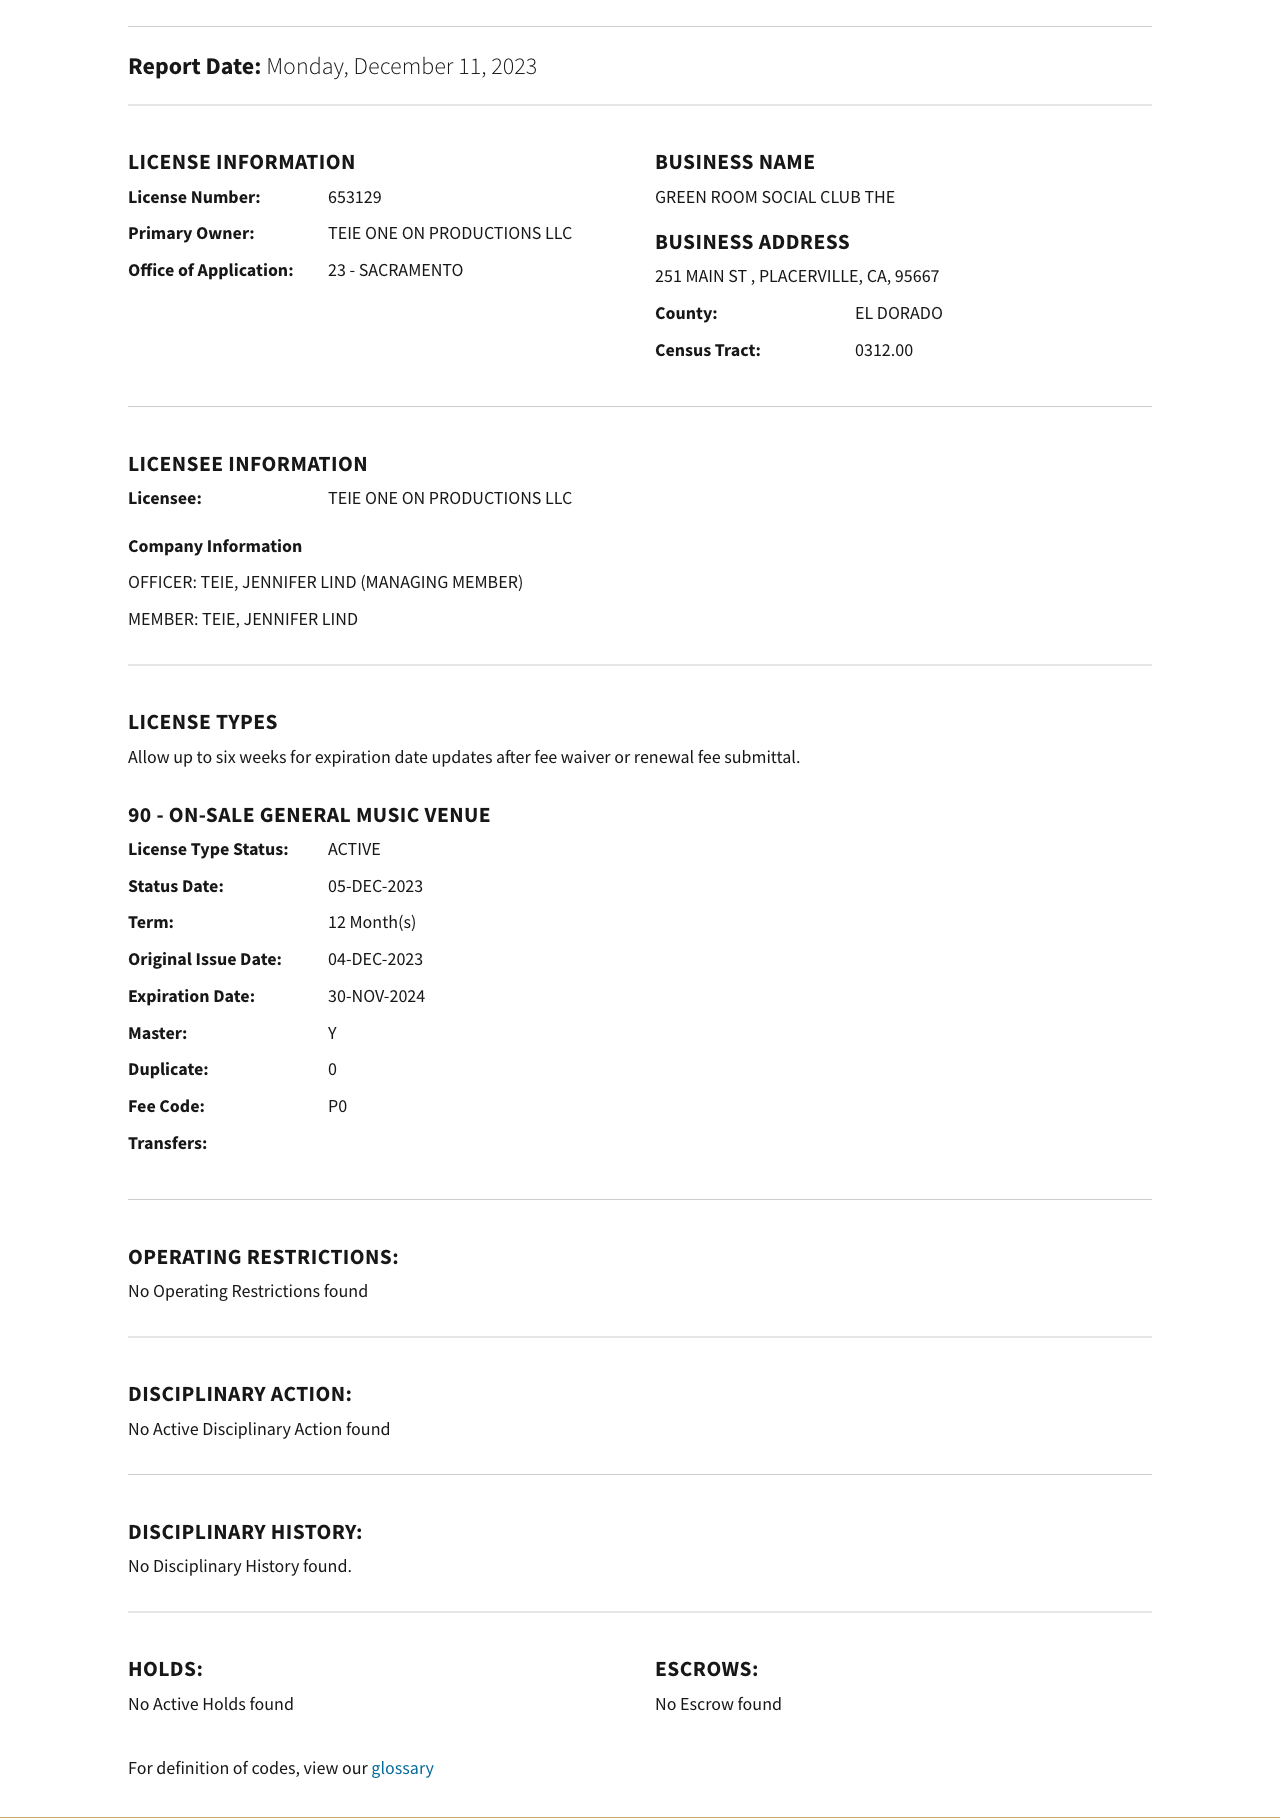 Report Date: Monday, December 11, 2023
LICENSE INFORMATION
License Number: 653129
Primary Owner: TEIE ONE ON PRODUCTIONS LLC
Office of Application: 23 - SACRAMENTO
BUSINESS NAME
GREEN ROOM SOCIAL CLUB THE
BUSINESS ADDRESS
251 MAIN ST , PLACERVILLE, CA, 95667
County: EL DORADO
Census Tract: 0312.00
LICENSEE INFORMATION
Licensee: TEIE ONE ON PRODUCTIONS LLC
Company Information
OFFICER: TEIE, JENNIFER LIND (MANAGING MEMBER)
MEMBER: TEIE, JENNIFER LIND
LICENSE TYPES
Allow up to six weeks for expiration date updates after fee waiver or renewal fee submittal.
90 - ON-SALE GENERAL MUSIC VENUE
License Type Status: ACTIVE
Status Date: 05-DEC-2023
Term: 12 Month(s)
Original Issue Date: 04-DEC-2023
Expiration Date: 30-NOV-2024
Master: Y
Duplicate: 0
Fee Code: P0
Transfers:
OPERATING RESTRICTIONS:
No Operating Restrictions found
DISCIPLINARY ACTION:
No Active Disciplinary Action found
DISCIPLINARY HISTORY:
No Disciplinary History found.
HOLDS:
No Active Holds found
ESCROWS:
No Escrow found
For definition of codes, view our glossary